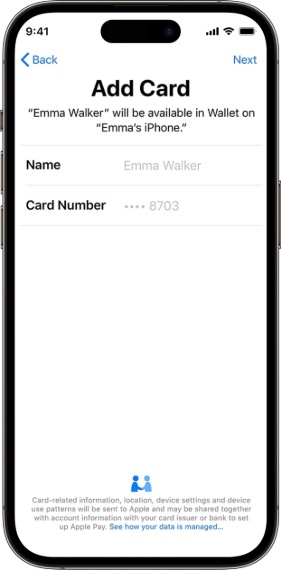 9:41
Back
Next
Add Card
“Emma Walker” will be available in Wallet on
“Emma’s iPhone.”
Name Emma Walker
Card Number •••• 8703
Card-related information, location, device settings and device
use patterns will be sent to Apple and may be shared together
with account information with your card issuer or bank to set
up Apple Pay. See how your data is managed...